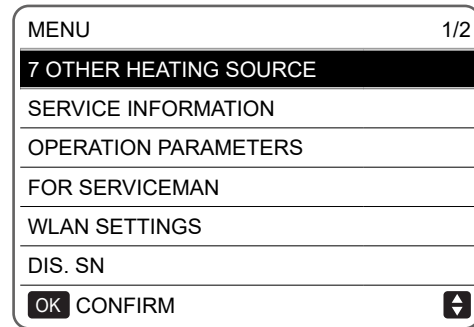 MENU 1/2
7 OTHER HEATING SOURCE
SERVICE INFORMATION
OPERATION PARAMETERS
FOR SERVICEMAN
WLAN SETTINGS
DIS. SN
OK CONFIRM